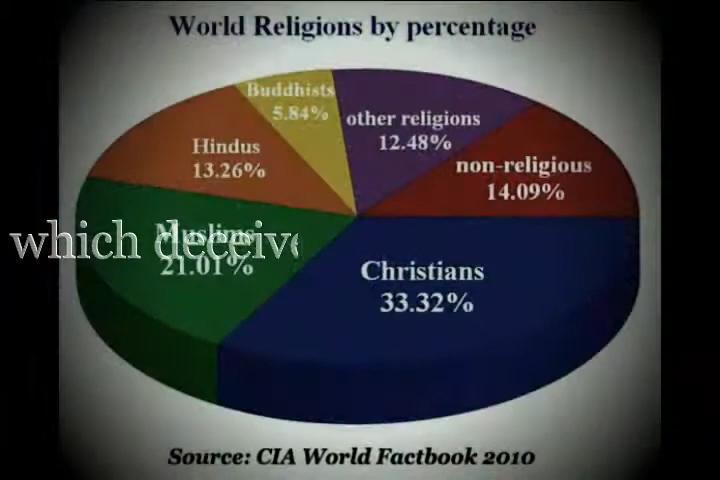 World Religions by percentage
Buddhists
5.84%
other religions
12.48%
Hindus
13.26%
non-religious
14.09%
which deceive
Muslims
21.01%
Christians
33.32%
Source: CIA World Factbook 2010